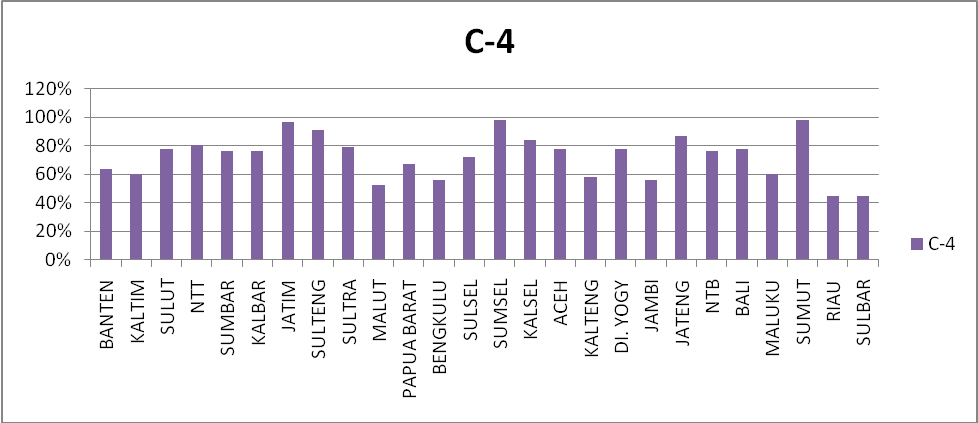 C-4
120%
100%
80%
60%
40%
20%
0%
BANTEN
KALTIM
SULUT
NTT
SUMBAR
KALBAR
JATIM
SULTENG
SULTRA
MALUT
PAPUA BARAT
BENGKULU
SULSEL
SUMSEL
KALSEL
ACEH
KALTENG
DI. YOGY
JAMBI
JATENG
NTB
BALI
MALUKU
SUMUT
RIAU
SULBAR
C-4